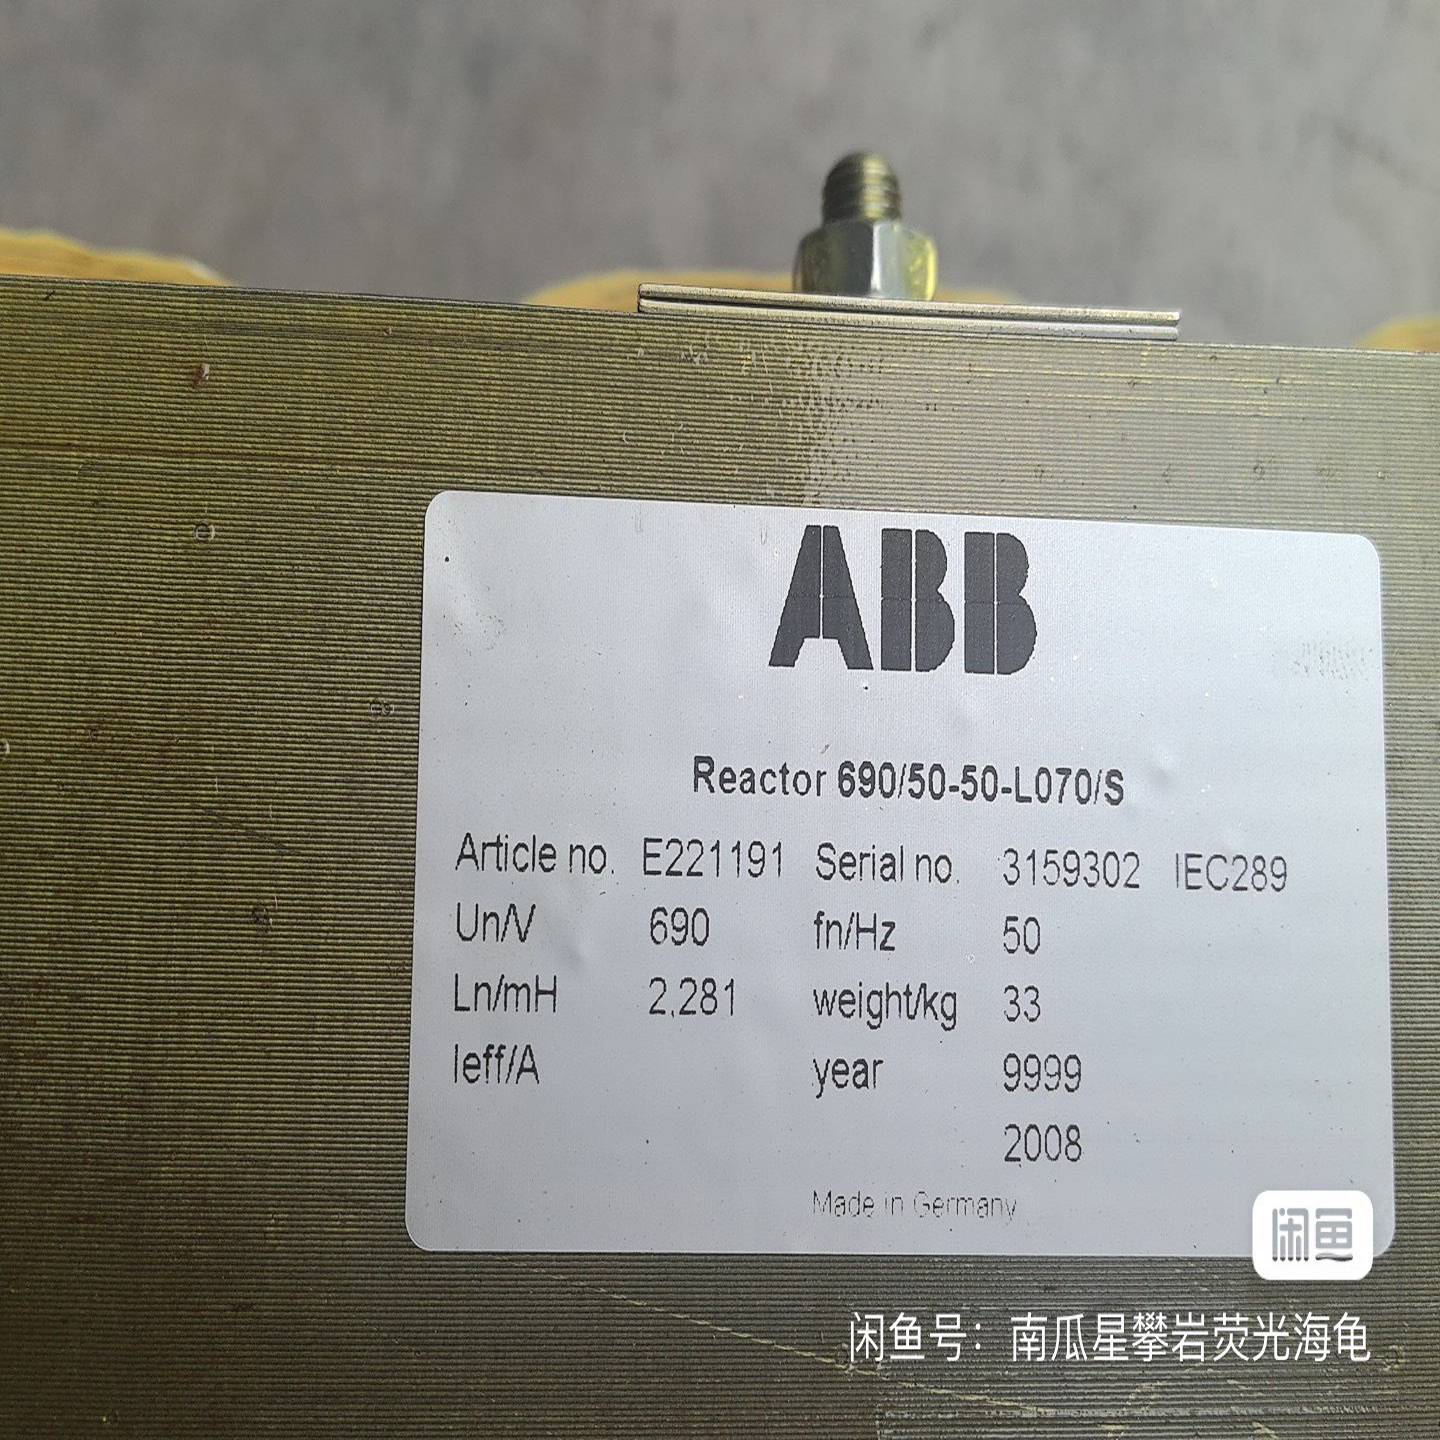 ABB
Reactor 690/50-50-L070/S
Article no. E221191 Serial no. 3159302 IEC289
Un/V 690 fn/Hz 50
Ln/mH 2,281 weight/kg 33
Ieff/A year 9999
2008
Made in Germany
闲鱼
闲鱼号：南瓜星攀岩荧光海龟